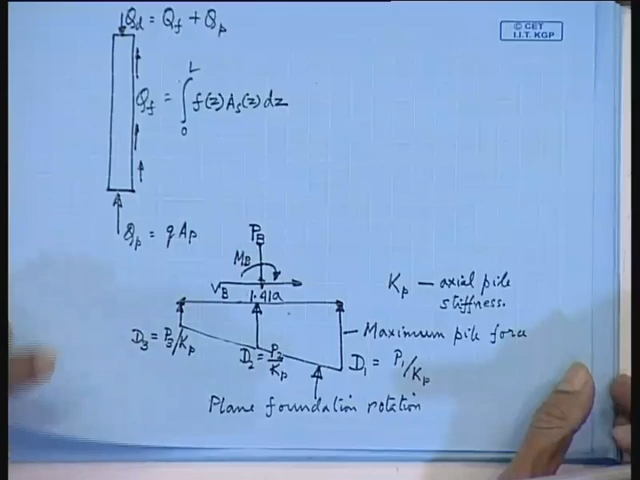 © CET
I.I.T. KGP
Qd = Qf + Qp
Qf = ∫₀ᴸ f(z) As(z) dz
Qp = q Ap
PB
MB
VB
1.41a
Kp — axial pile
stiffness.
Maximum pile force
D3 = P3/Kp
D2 = P2/Kp
D1 = P1/Kp
Plane foundation rotation